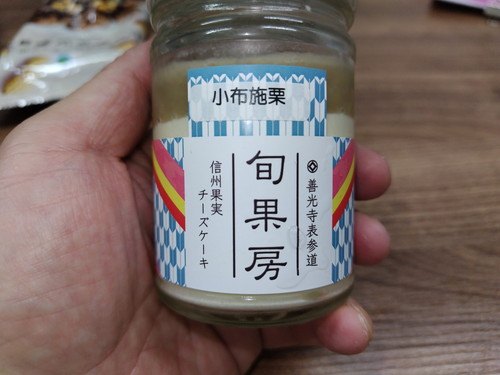 小布施栗
善光寺表参道
旬果房
信州果実
チーズケーキ